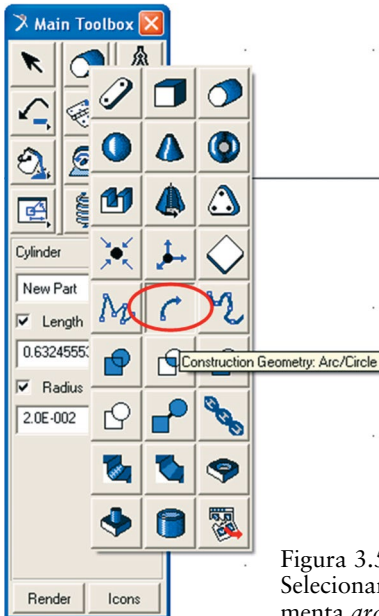 Main Toolbox
Cylinder
New Part
Length
0.63245553
Radius
2.0E-002
Construction Geometry: Arc/Circle
Render
Icons
Figura 3.5
Selecionar
menta arc